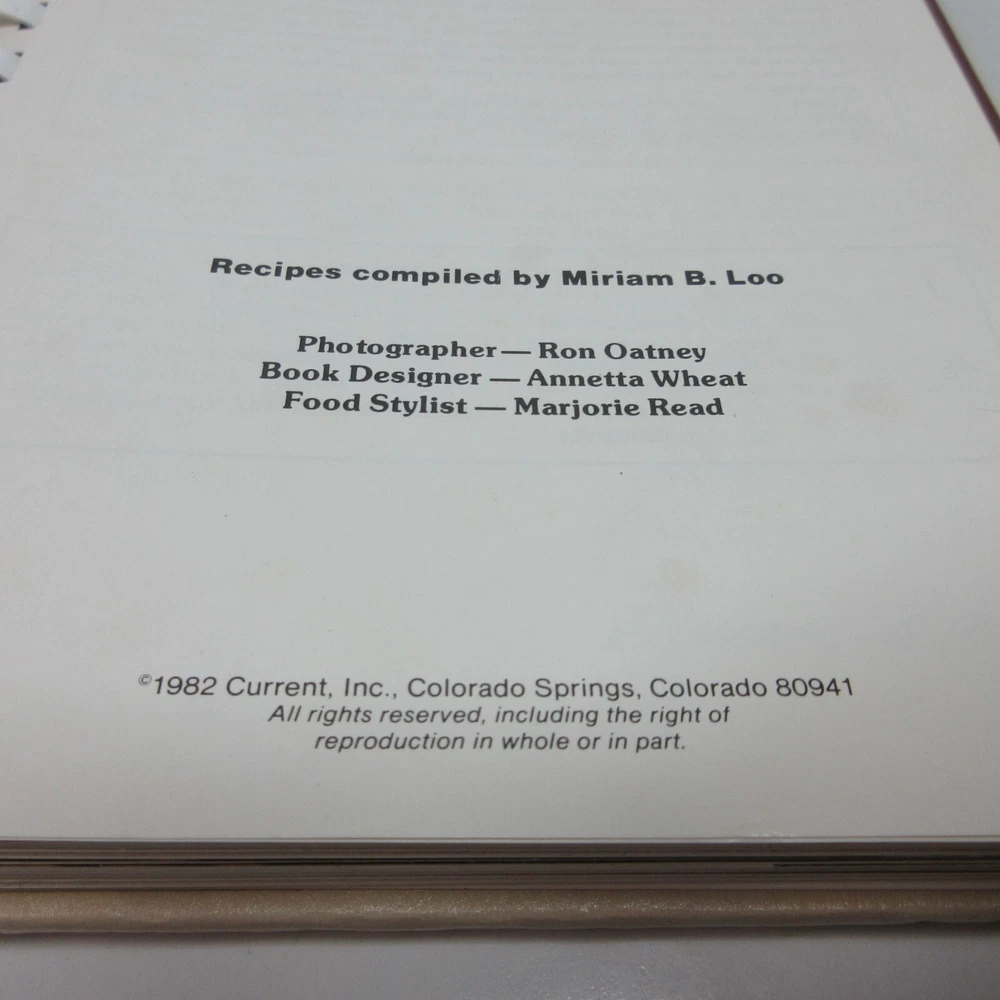 Recipes compiled by Miriam B. Loo
Photographer — Ron Oatney
Book Designer — Annetta Wheat
Food Stylist — Marjorie Read
©1982 Current, Inc., Colorado Springs, Colorado 80941
All rights reserved, including the right of
reproduction in whole or in part.